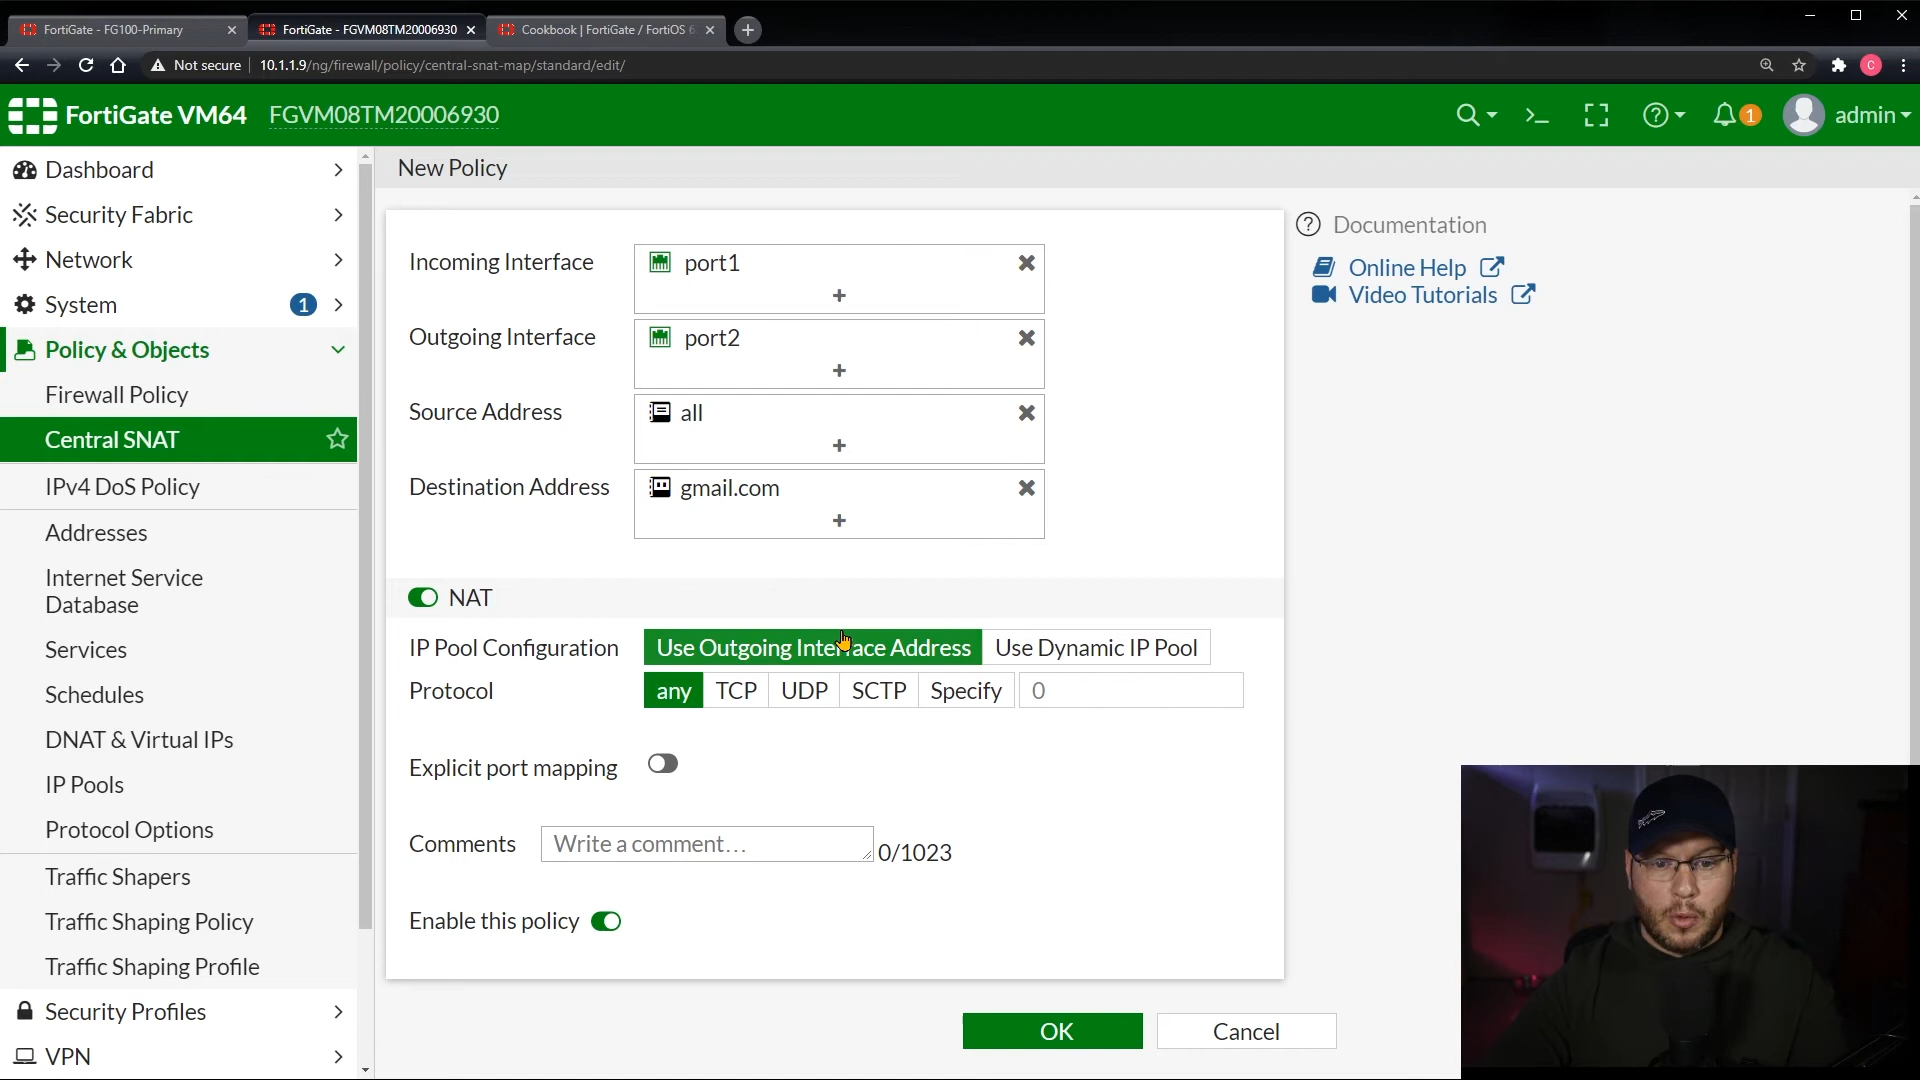 FortiGate - FG100-Primary
FortiGate - FGVM08TM20006930
Cookbook | FortiGate / FortiOS 6
Not secure
10.1.1.9/ng/firewall/policy/central-snat-map/standard/edit/
C
FortiGate VM64
FGVM08TM20006930
1
admin
Dashboard
Security Fabric
Network
System
1
Policy & Objects
Firewall Policy
Central SNAT
IPv4 DoS Policy
Addresses
Internet Service
Database
Services
Schedules
DNAT & Virtual IPs
IP Pools
Protocol Options
Traffic Shapers
Traffic Shaping Policy
Traffic Shaping Profile
Security Profiles
VPN
New Policy
Incoming Interface
port1
Outgoing Interface
port2
Source Address
all
Destination Address
gmail.com
NAT
IP Pool Configuration
Use Outgoing Interface Address
Use Dynamic IP Pool
Protocol
any
TCP
UDP
SCTP
Specify
0
Explicit port mapping
Comments
Write a comment...
0/1023
Enable this policy
OK
Cancel
Documentation
Online Help
Video Tutorials